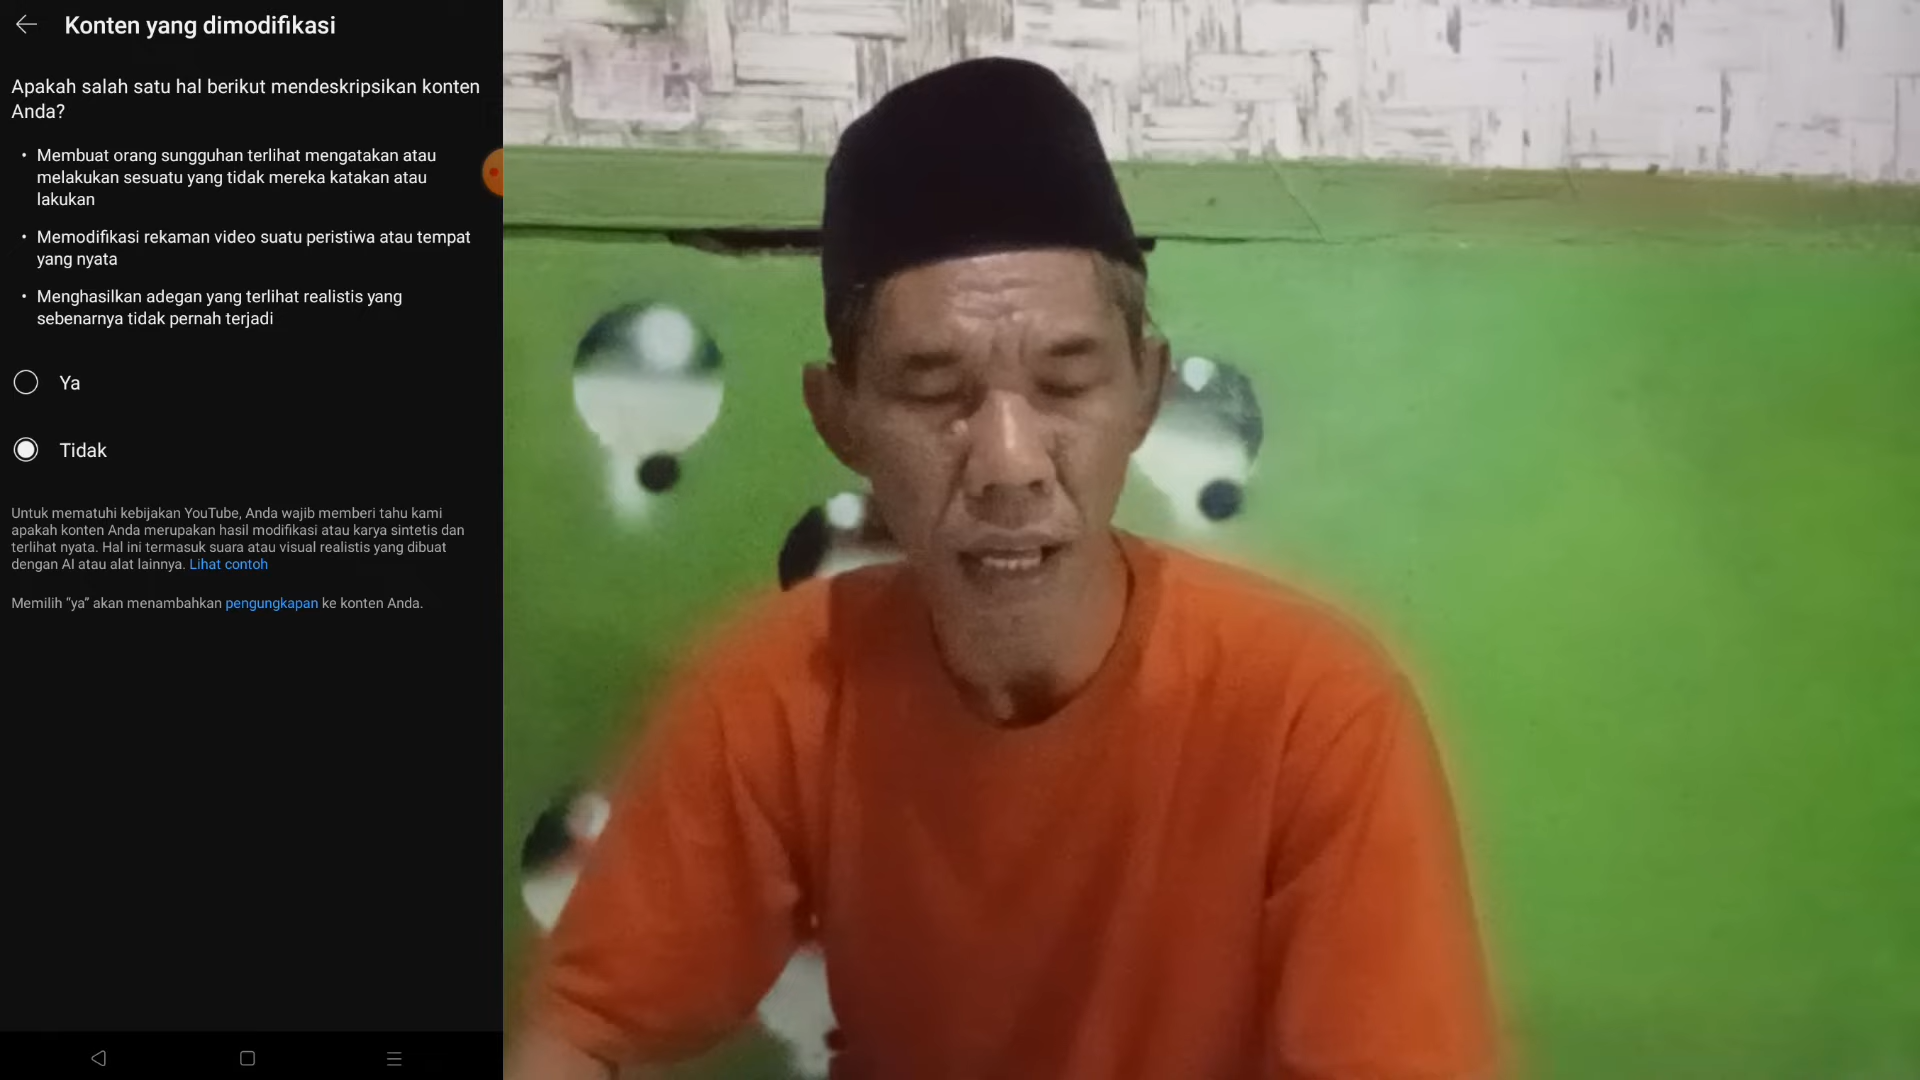 Konten yang dimodifikasi
Apakah salah satu hal berikut mendeskripsikan konten
Anda?
• Membuat orang sungguhan terlihat mengatakan atau
melakukan sesuatu yang tidak mereka katakan atau
lakukan
• Memodifikasi rekaman video suatu peristiwa atau tempat
yang nyata
• Menghasilkan adegan yang terlihat realistis yang
sebenarnya tidak pernah terjadi
Ya
Tidak
Untuk mematuhi kebijakan YouTube, Anda wajib memberi tahu kami
apakah konten Anda merupakan hasil modifikasi atau karya sintetis dan
terlihat nyata. Hal ini termasuk suara atau visual realistis yang dibuat
dengan AI atau alat lainnya. Lihat contoh
Memilih “ya” akan menambahkan pengungkapan ke konten Anda.